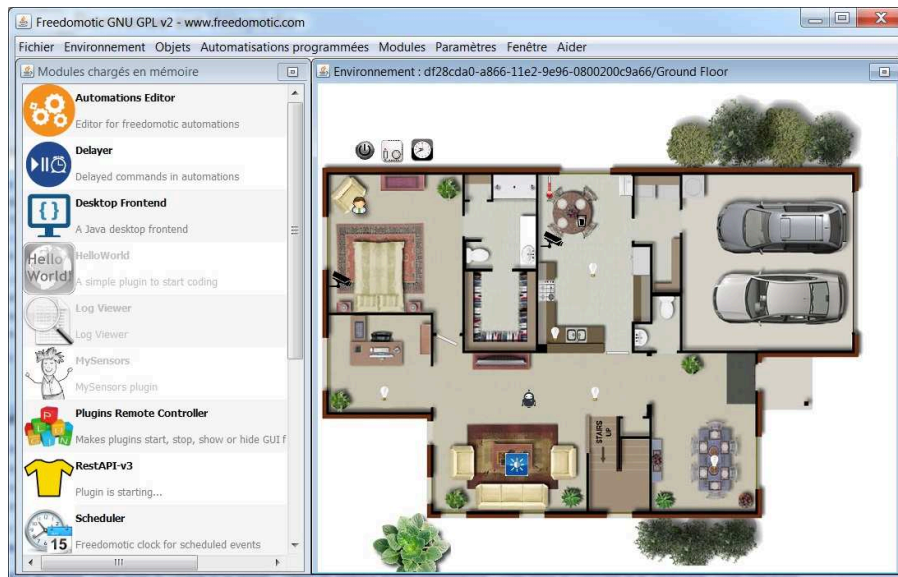 Freedomotic GNU GPL v2 - www.freedomotic.com
Fichier Environnement Objets Automatisations programmées Modules Paramètres Fenêtre Aider
Modules chargés en mémoire
Automations Editor
Editor for freedomotic automations
Delayer
Delayed commands in automations
Desktop Frontend
A Java desktop frontend
Hello World!
HelloWorld
A simple plugin to start coding
Log Viewer
Log Viewer
MySensors
MySensors plugin
Plugins Remote Controller
Makes plugins start, stop, show or hide GUI f
RestAPI-v3
Plugin is starting...
15
Scheduler
Freedomotic clock for scheduled events
Environnement : df28cda0-a866-11e2-9e96-0800200c9a66/Ground Floor
STAIRS
UP